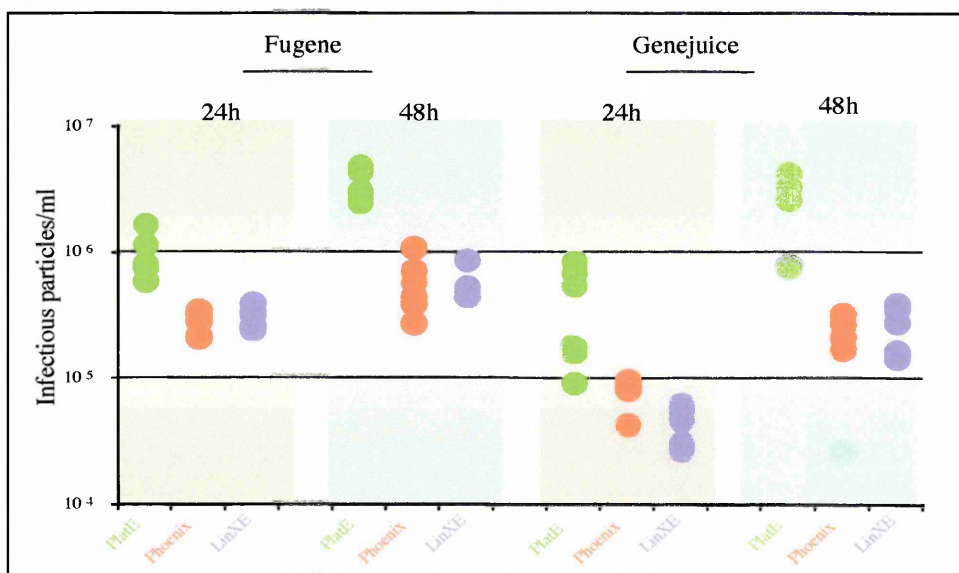 Fugene Genejuice
24h 48h 24h 48h
Infectious particles/ml
10^7
10^6
10^5
10^-4
PlatE Phoenix LinXE PlatE Phoenix LinXE PlatE Phoenix LinXE PlatE Phoenix LinXE